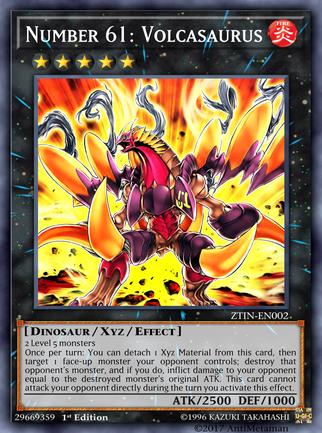 NUMBER 61: VOLCASAURUS
FIRE
炎
61
ZTIN-EN002
[DINOSAUR / XYZ / EFFECT]
2 Level 5 monsters
Once per turn: You can detach 1 Xyz Material from this card, then
target 1 face-up monster your opponent controls; destroy that
opponent's monster, and if you do, inflict damage to your opponent
equal to the destroyed monster's original ATK. This card cannot
attack your opponent directly during the turn you activate this effect.
ATK/2500 DEF/1000
29669359 1st Edition ©1996 KAZUKI TAKAHASHI
©2017 AntiMetaman